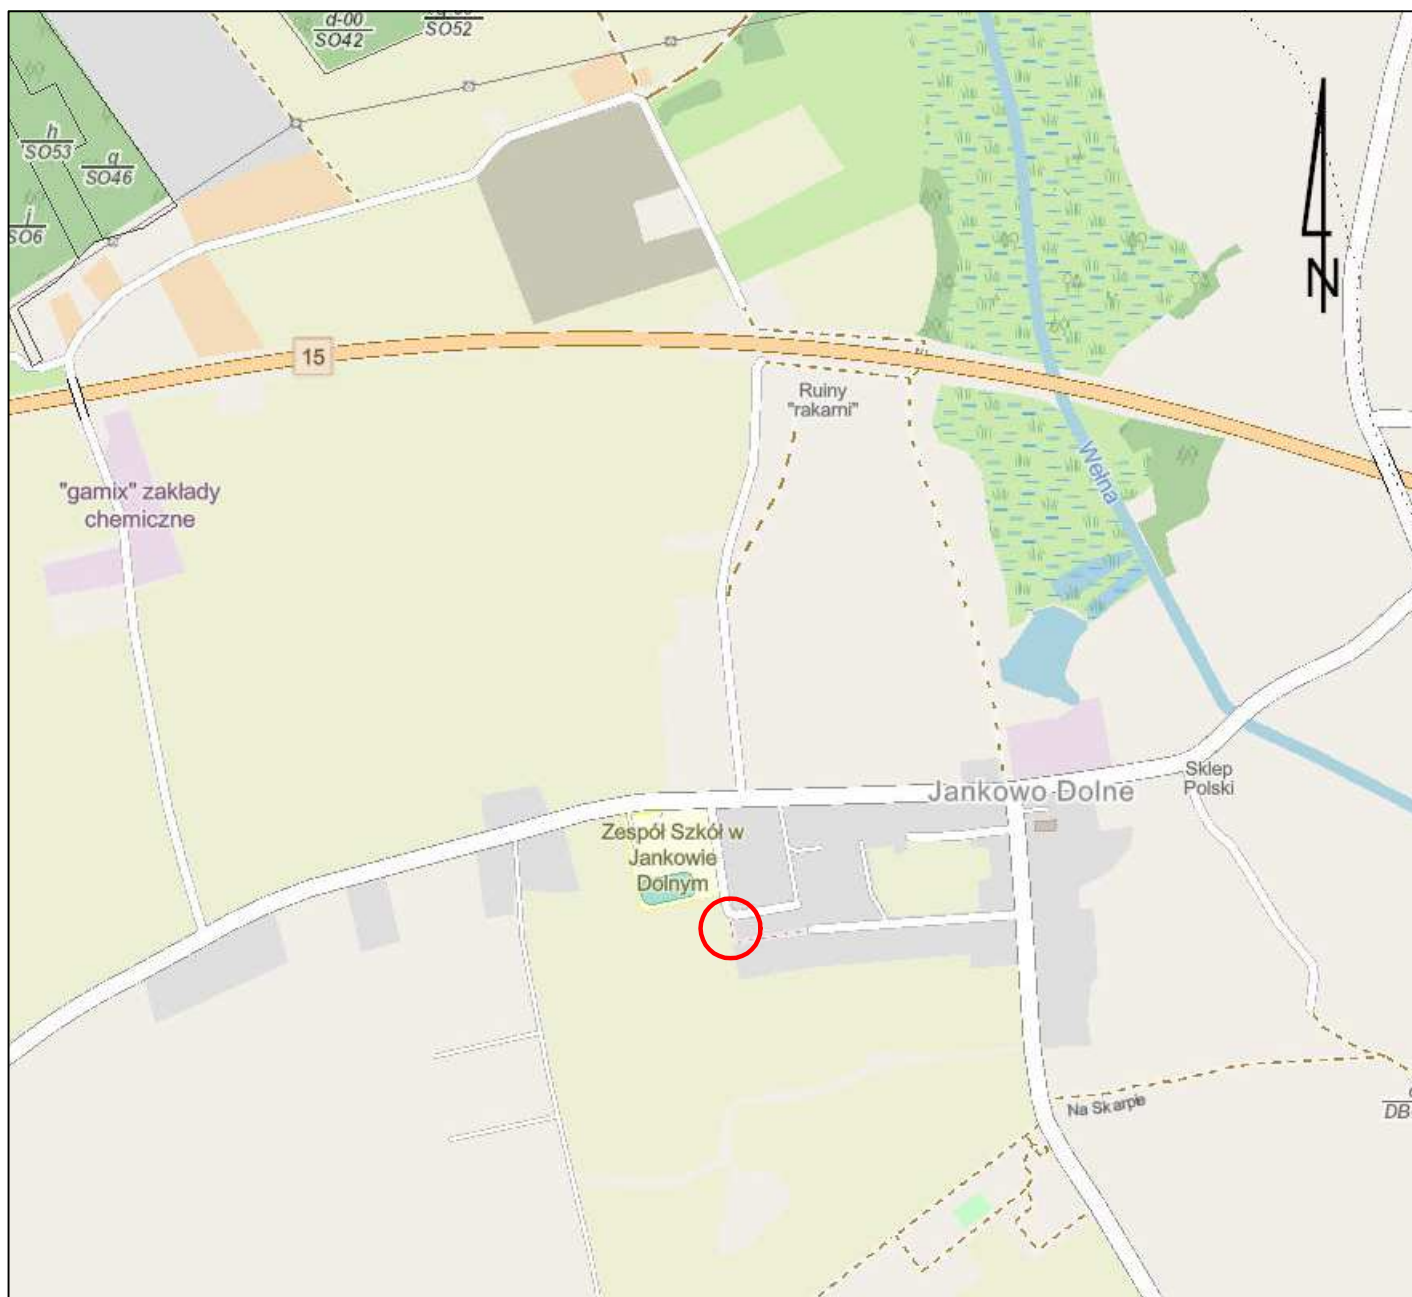 d-00
SO42
SO52
h
SO53
g
SO46
i
SO6
N
15
Ruiny
"rakarni"
Wełna
"gamix" zakłady
chemiczne
Sklep
Polski
Jankowo Dolne
Zespół Szkół w
Jankowie
Dolnym
Na Skarpie
DB